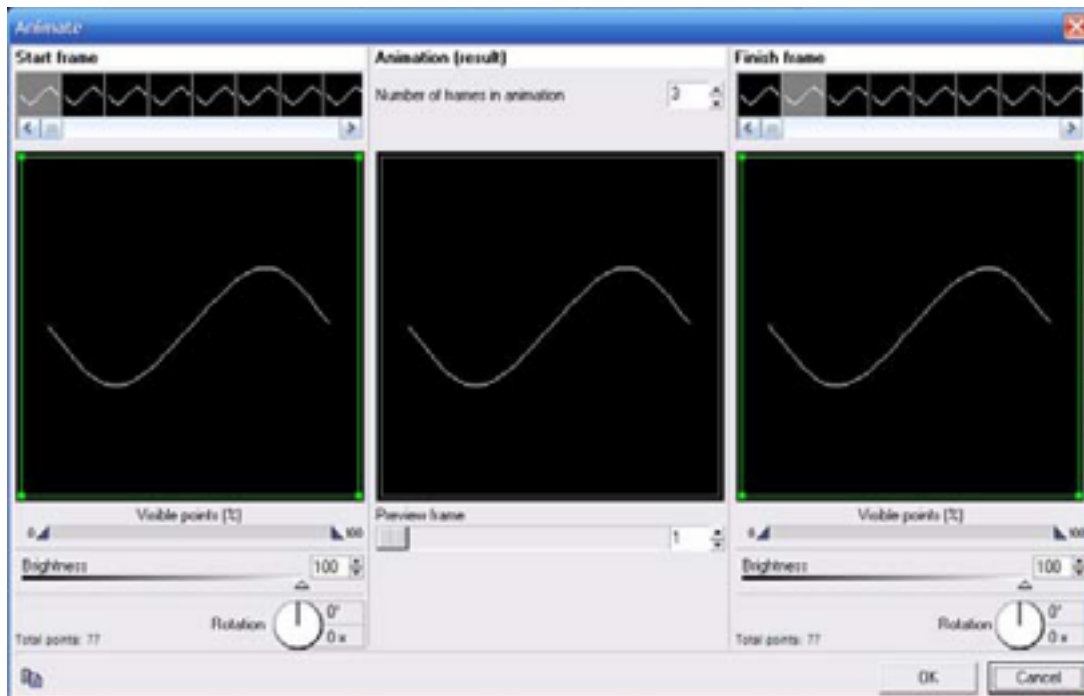 Animate
Start frame
Animation (result)
Finish frame
Number of frames in animation
3
Visible points (%)
0
100
Preview frame
1
Visible points (%)
0
100
Brightness
100
Brightness
100
Rotation
0°
0 x
Rotation
0°
0 x
Total points: 77
Total points: 77
OK
Cancel